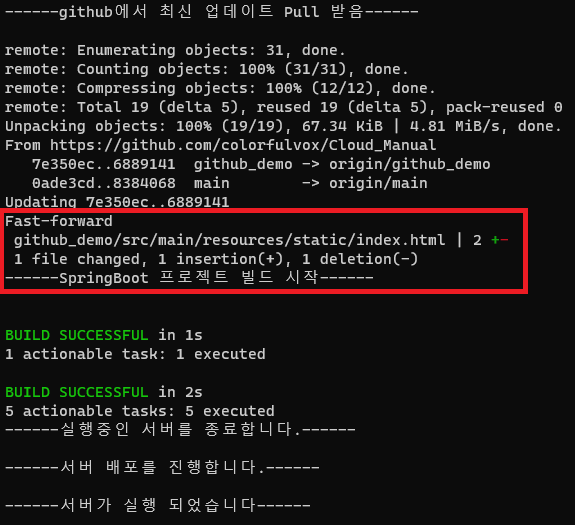 ------github에서 최신 업데이트 Pull 받음------
remote: Enumerating objects: 31, done.
remote: Counting objects: 100% (31/31), done.
remote: Compressing objects: 100% (12/12), done.
remote: Total 19 (delta 5), reused 19 (delta 5), pack-reused 0
Unpacking objects: 100% (19/19), 67.34 KiB | 4.81 MiB/s, done.
From https://github.com/colorfulvox/Cloud_Manual
   7e350ec..6889141  github_demo -> origin/github_demo
   0ade3cd..8384068  main        -> origin/main
Updating 7e350ec..6889141
Fast-forward
 github_demo/src/main/resources/static/index.html | 2 +-
 1 file changed, 1 insertion(+), 1 deletion(-)
------SpringBoot 프로젝트 빌드 시작------
BUILD SUCCESSFUL in 1s
1 actionable task: 1 executed
BUILD SUCCESSFUL in 2s
5 actionable tasks: 5 executed
------실행중인 서버를 종료합니다.------
------서버 배포를 진행합니다.------
------서버가 실행 되었습니다------